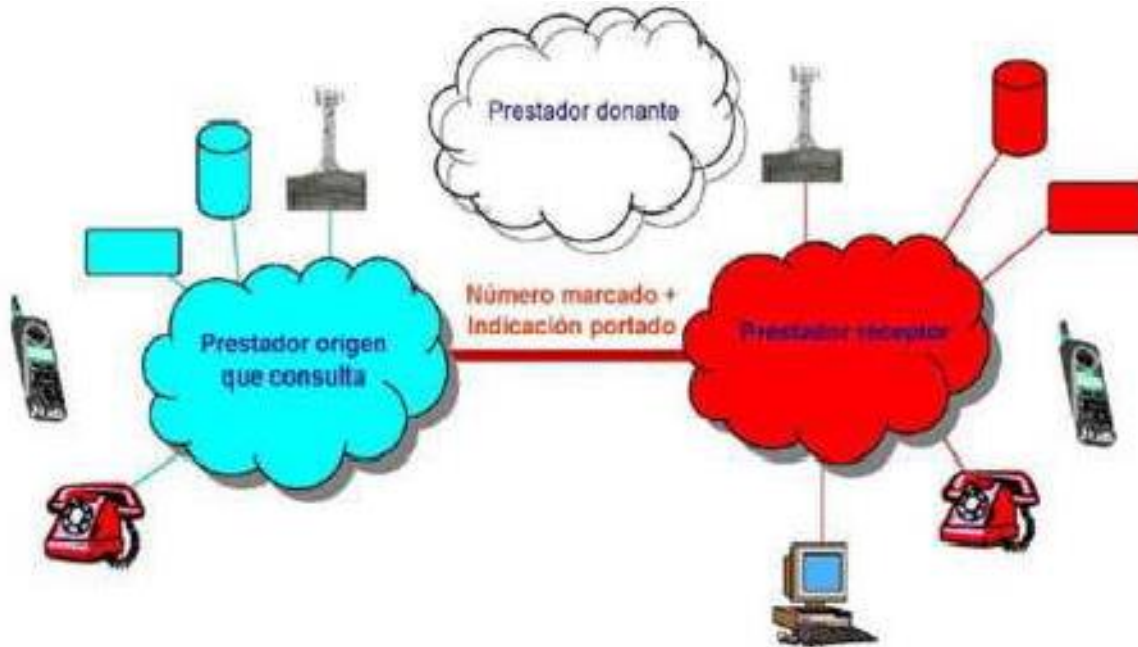 Prestador donante
Número marcado +
Indicación portado
Prestador origen
que consulta
Prestador receptor